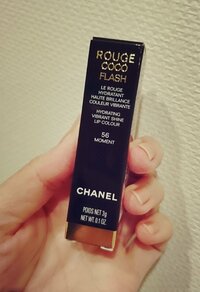 ROUGE
COCO
FLASH
LE ROUGE
HYDRATANT
HAUTE BRILLANCE
COULEUR VIBRANTE
HYDRATING
VIBRANT SHINE
LIP COLOUR
56
MOMENT
CHANEL
POIDS NET 3g
NET WT. 0.1 OZ.